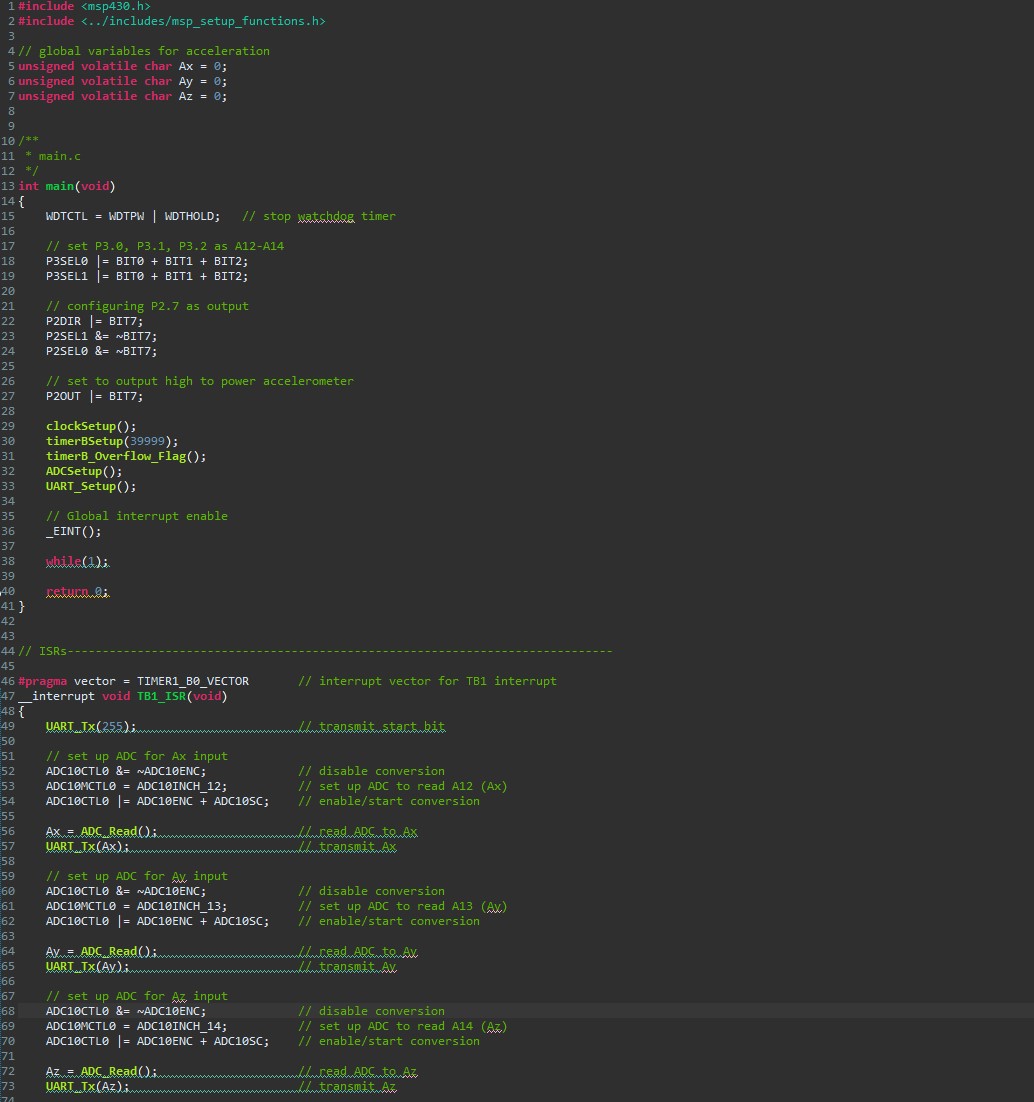 1 #include <msp430.h>
2 #include <../includes/msp_setup_functions.h>
3
4 // global variables for acceleration
5 unsigned volatile char Ax = 0;
6 unsigned volatile char Ay = 0;
7 unsigned volatile char Az = 0;
8
9
10 /**
11  * main.c
12  */
13 int main(void)
14 {
15     WDTCTL = WDTPW | WDTHOLD;   // stop watchdog timer
16
17     // set P3.0, P3.1, P3.2 as A12-A14
18     P3SEL0 |= BIT0 + BIT1 + BIT2;
19     P3SEL1 |= BIT0 + BIT1 + BIT2;
20
21     // configuring P2.7 as output
22     P2DIR |= BIT7;
23     P2SEL1 &= ~BIT7;
24     P2SEL0 &= ~BIT7;
25
26     // set to output high to power accelerometer
27     P2OUT |= BIT7;
28
29     clockSetup();
30     timerBSetup(39999);
31     timerB_Overflow_Flag();
32     ADCSetup();
33     UART_Setup();
34
35     // Global interrupt enable
36     _EINT();
37
38     while(1);
39
40     return 0;
41 }
42
43
44 // ISRs-------------------------------------------------------------------------------
45
46 #pragma vector = TIMER1_B0_VECTOR       // interrupt vector for TB1 interrupt
47 __interrupt void TB1_ISR(void)
48 {
49     UART_Tx(255);                       // transmit start bit
50
51     // set up ADC for Ax input
52     ADC10CTL0 &= ~ADC10ENC;             // disable conversion
53     ADC10MCTL0 = ADC10INCH_12;          // set up ADC to read A12 (Ax)
54     ADC10CTL0 |= ADC10ENC + ADC10SC;    // enable/start conversion
55
56     Ax = ADC_Read();                    // read ADC to Ax
57     UART_Tx(Ax);                        // transmit Ax
58
59     // set up ADC for Ay input
60     ADC10CTL0 &= ~ADC10ENC;             // disable conversion
61     ADC10MCTL0 = ADC10INCH_13;          // set up ADC to read A13 (Ay)
62     ADC10CTL0 |= ADC10ENC + ADC10SC;    // enable/start conversion
63
64     Ay = ADC_Read();                    // read ADC to Ay
65     UART_Tx(Ay);                        // transmit Ay
66
67     // set up ADC for Az input
68     ADC10CTL0 &= ~ADC10ENC;             // disable conversion
69     ADC10MCTL0 = ADC10INCH_14;          // set up ADC to read A14 (Az)
70     ADC10CTL0 |= ADC10ENC + ADC10SC;    // enable/start conversion
71
72     Az = ADC_Read();                    // read ADC to Az
73     UART_Tx(Az);                        // transmit Az
74